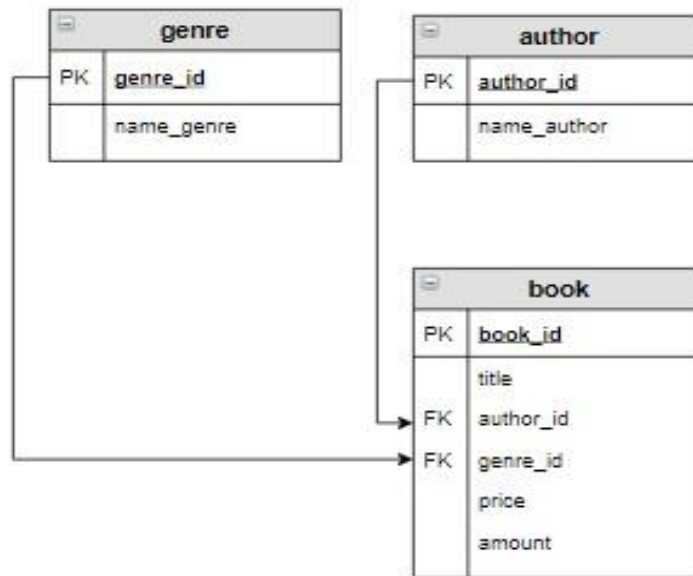 genre
PK genre_id
name_genre
author
PK author_id
name_author
book
PK book_id
title
FK author_id
FK genre_id
price
amount